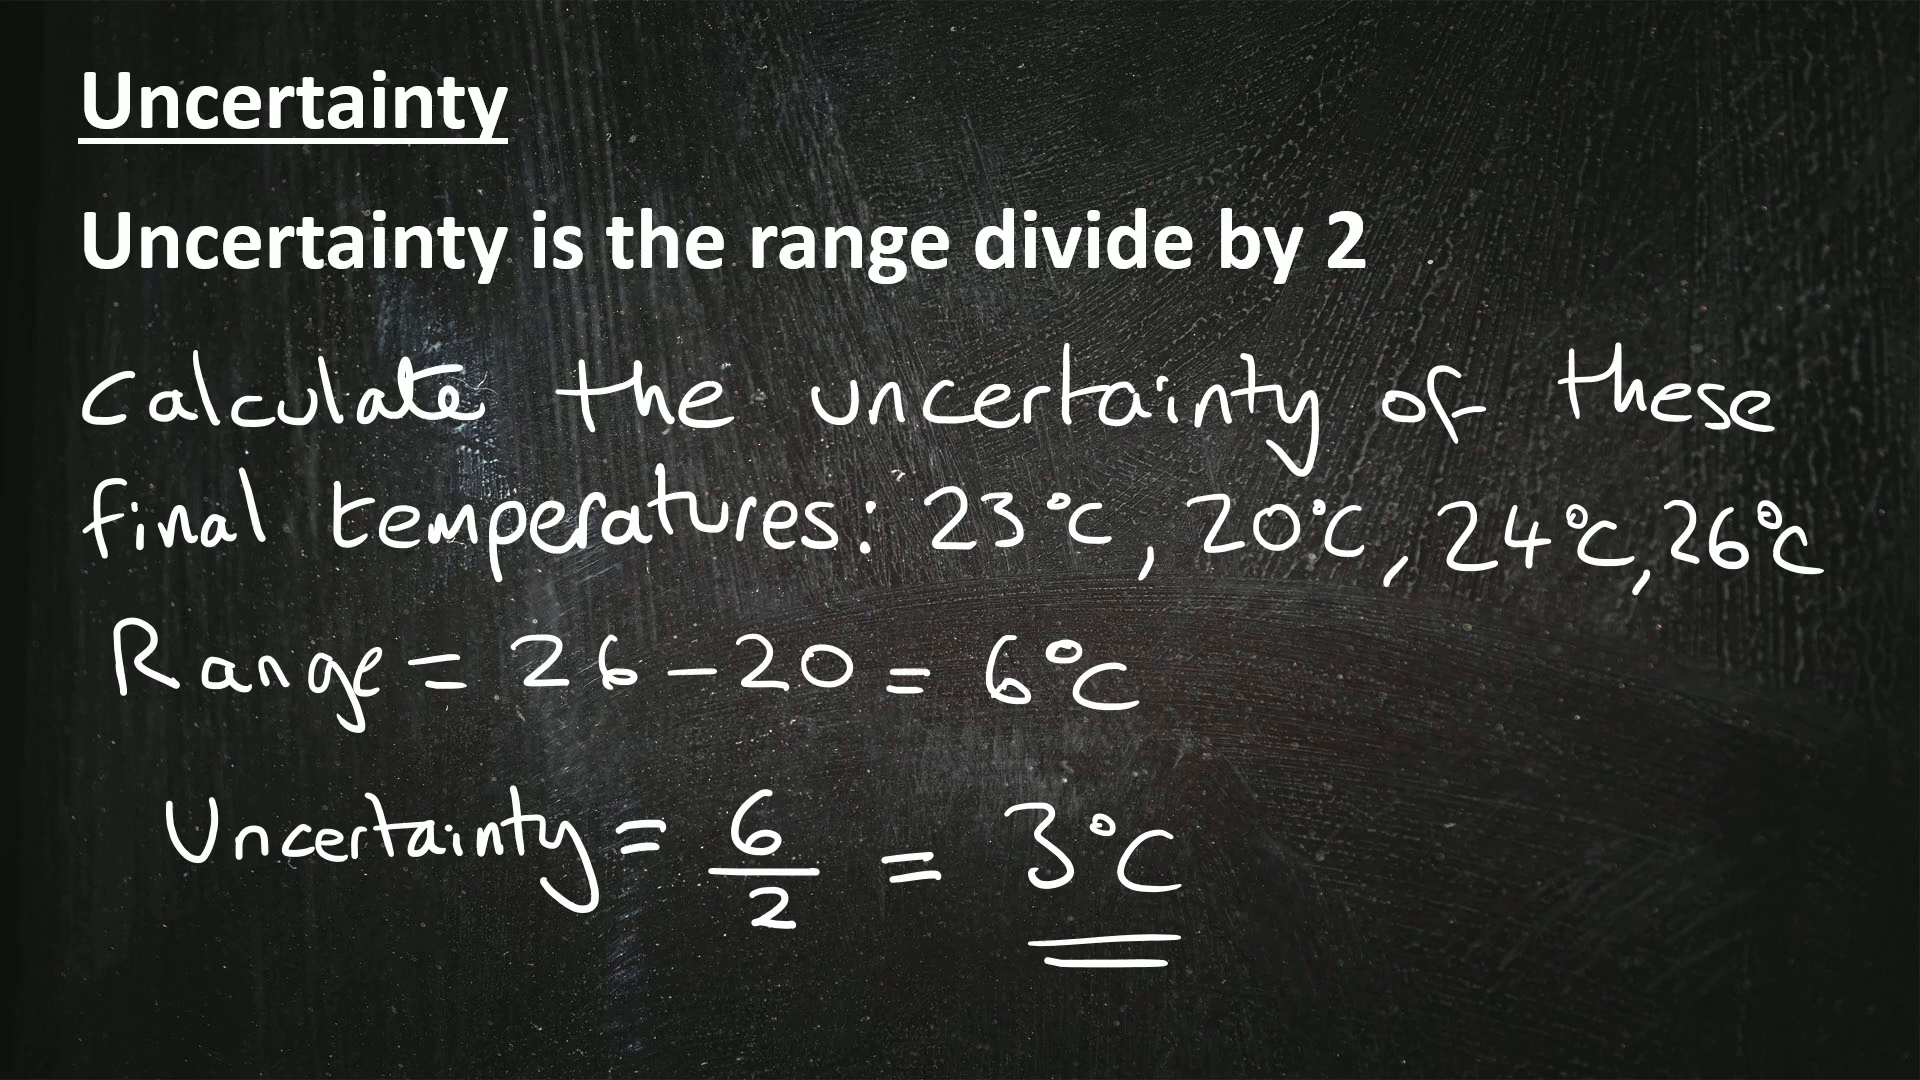 Uncertainty
Uncertainty is the range divide by 2
Calculate the uncertainty of these
final temperatures: 23°C, 20°C, 24°C, 26°C
Range = 26 - 20 = 6°C
Uncertainty = 6/2 = 3°C